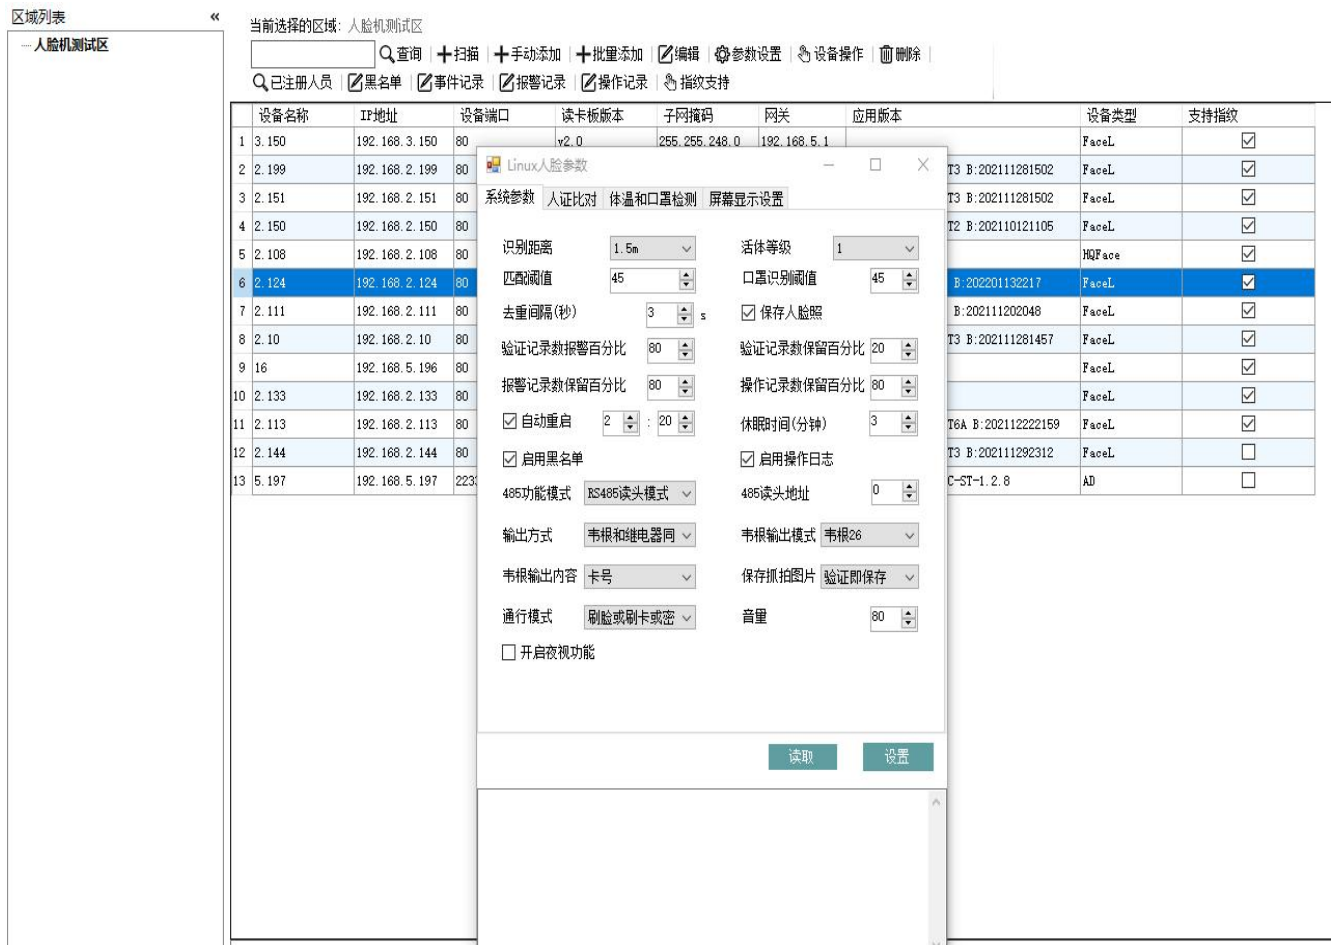 区域列表 «
人脸机测试区
当前选择的区域: 人脸机测试区
查询 扫描 手动添加 批量添加 编辑 参数设置 设备操作 删除
已注册人员 黑名单 事件记录 报警记录 操作记录 指纹支持
设备名称 IP地址 设备端口 读卡板版本 子网掩码 网关 应用版本 设备类型 支持指纹
1 3.150 192.168.3.150 80 v2.0 255.255.248.0 192.168.5.1 FaceL
2 2.199 192.168.2.199 80 T3 B:202111281502 FaceL
3 2.151 192.168.2.151 80 T3 B:202111281502 FaceL
4 2.150 192.168.2.150 80 T2 B:202110121105 FaceL
5 2.108 192.168.2.108 80 HQFace
6 2.124 192.168.2.124 80 B:202201132217 FaceL
7 2.111 192.168.2.111 80 B:202111202048 FaceL
8 2.10 192.168.2.10 80 T3 B:202111281457 FaceL
9 16 192.168.5.196 80 FaceL
10 2.133 192.168.2.133 80 FaceL
11 2.113 192.168.2.113 80 T6A B:202112222159 FaceL
12 2.144 192.168.2.144 80 T3 B:202111292312 FaceL
13 5.197 192.168.5.197 223 C-ST-1.2.8 AD
Linux人脸参数
系统参数 人证比对 体温和口罩检测 屏幕显示设置
识别距离 1.5m 活体等级 1
匹配阈值 45 口罩识别阈值 45
去重间隔(秒) 3 s 保存人脸照
验证记录数报警百分比 80 验证记录数保留百分比 20
报警记录数保留百分比 80 操作记录数保留百分比 80
自动重启 2 : 20 休眠时间(分钟) 3
启用黑名单 启用操作日志
485功能模式 RS485读头模式 485读头地址 0
输出方式 韦根和继电器同 韦根输出模式 韦根26
韦根输出内容 卡号 保存抓拍图片 验证即保存
通行模式 刷脸或刷卡或密 音量 80
开启夜视功能
读取 设置